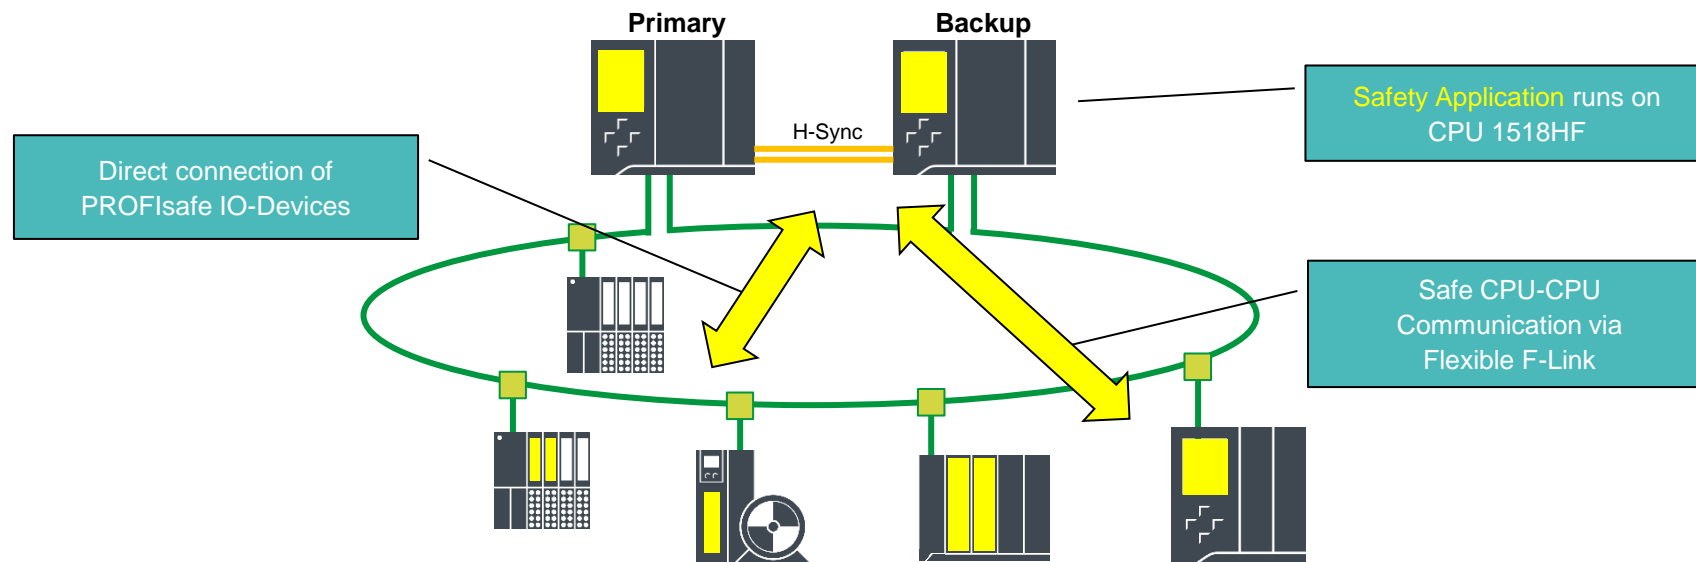 Primary
Backup
H-Sync
Safety Application runs on
CPU 1518HF
Direct connection of
PROFIsafe IO-Devices
Safe CPU-CPU
Communication via
Flexible F-Link